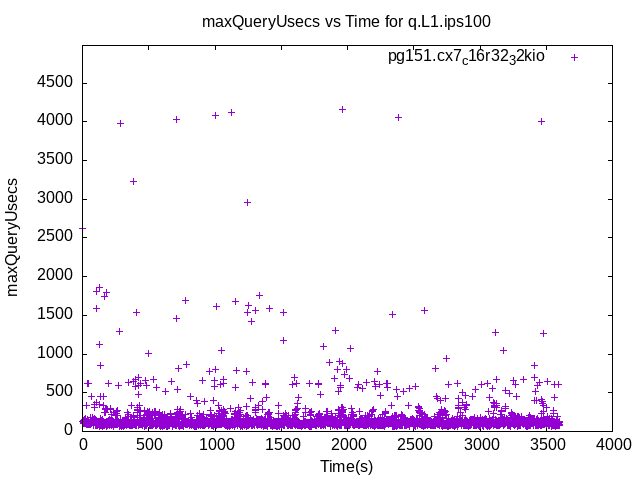 maxQueryUsecs vs Time for q.L1.ips100
pg151.cx7c16r3232kio
maxQueryUsecs
4500
4000
3500
3000
2500
2000
1500
1000
500
0
0 500 1000 1500 2000 2500 3000 3500 4000
Time(s)